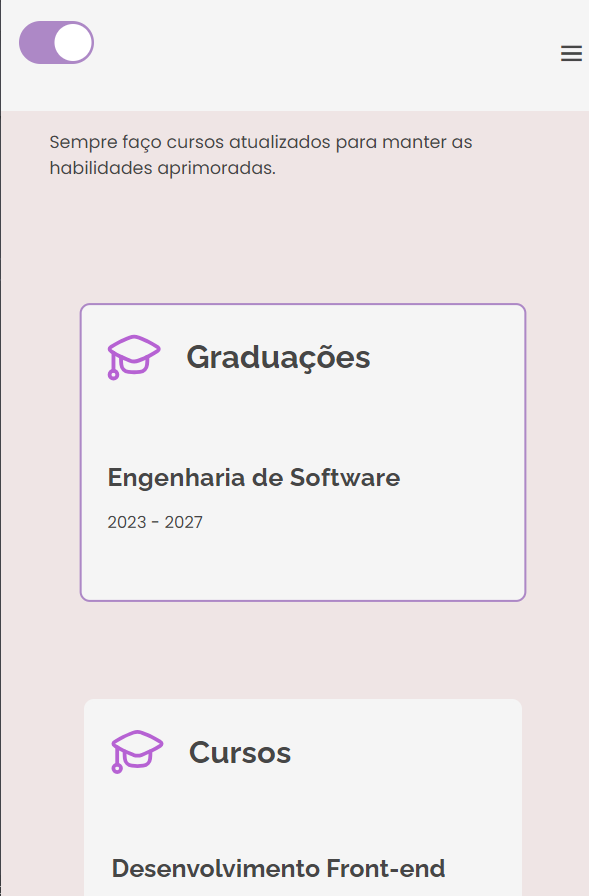 Sempre faço cursos atualizados para manter as
habilidades aprimoradas.
Graduações
Engenharia de Software
2023 - 2027
Cursos
Desenvolvimento Front-end